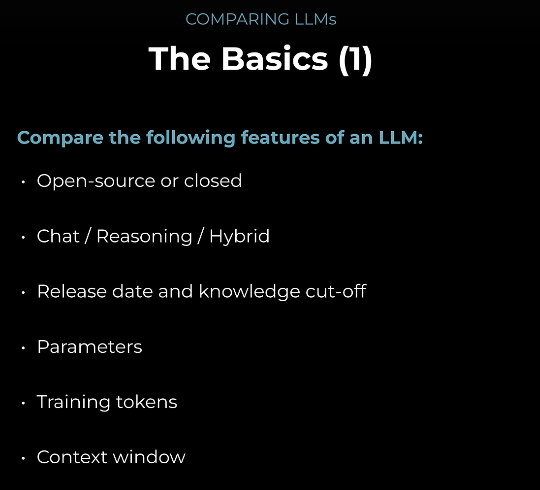 COMPARING LLMs
The Basics (1)
Compare the following features of an LLM:
• Open-source or closed
• Chat / Reasoning / Hybrid
• Release date and knowledge cut-off
• Parameters
• Training tokens
• Context window